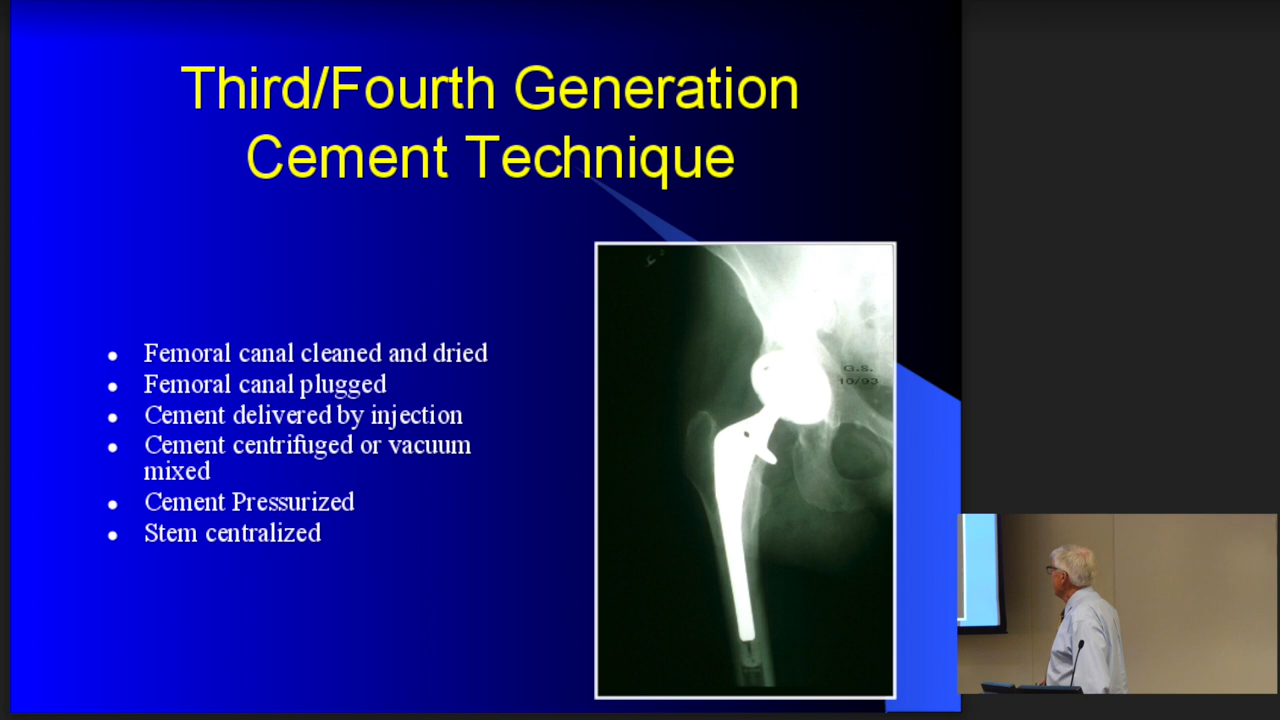 Third/Fourth Generation
Cement Technique
Femoral canal cleaned and dried
Femoral canal plugged
Cement delivered by injection
Cement centrifuged or vacuum
mixed
Cement Pressurized
Stem centralized
G.S.
10/93